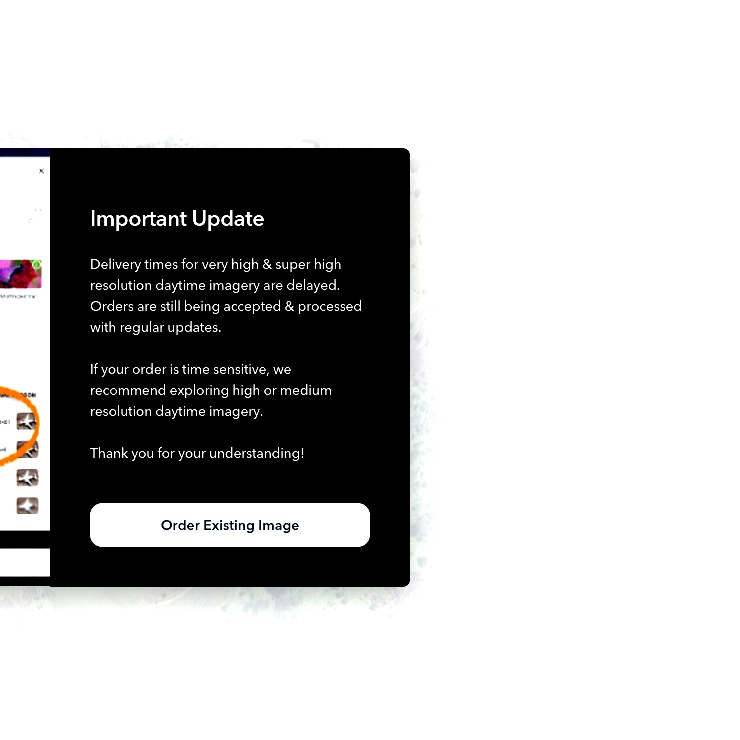 Important Update
Delivery times for very high & super high
resolution daytime imagery are delayed.
Orders are still being accepted & processed
with regular updates.
If your order is time sensitive, we
recommend exploring high or medium
resolution daytime imagery.
Thank you for your understanding!
Order Existing Image